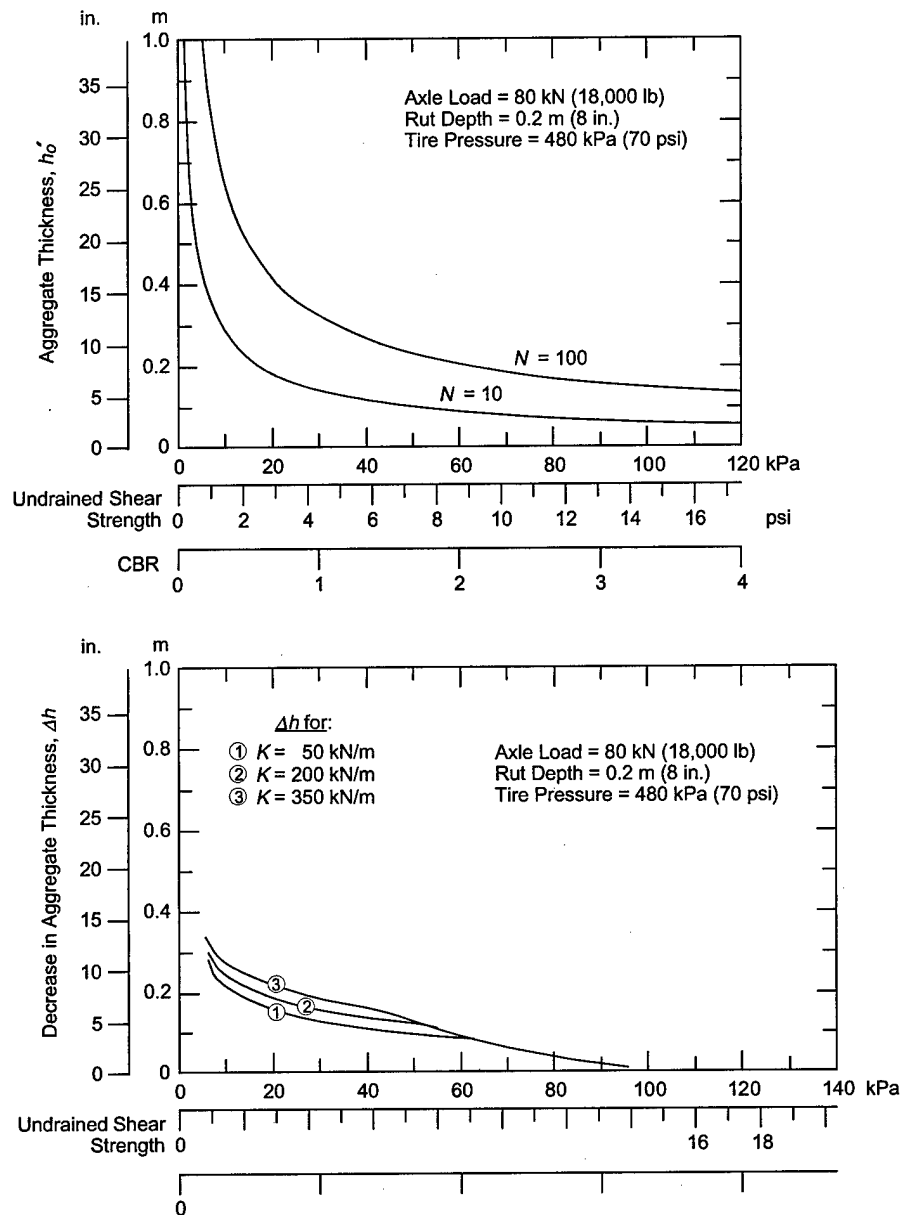 in. m
1.0
35
Axle Load = 80 kN (18,000 lb)
Rut Depth = 0.2 m (8 in.)
Tire Pressure = 480 kPa (70 psi)
0.8
30
25
0.6
20
Aggregate Thickness, h₀′
0.4
15
10
N = 100
0.2
N = 10
5
0 0
0 20 40 60 80 100 120 kPa
Undrained Shear
Strength 0 2 4 6 8 10 12 14 16 psi
CBR
0 1 2 3 4
in. m
1.0
35
Δh for:
① K = 50 kN/m
② K = 200 kN/m
③ K = 350 kN/m
Axle Load = 80 kN (18,000 lb)
Rut Depth = 0.2 m (8 in.)
Tire Pressure = 480 kPa (70 psi)
0.8
30
25
0.6
20
Decrease in Aggregate Thickness, Δh
0.4
15
10
③
②
①
0.2
5
0 0
0 20 40 60 80 100 120 140 kPa
Undrained Shear
Strength 0 16 18
0